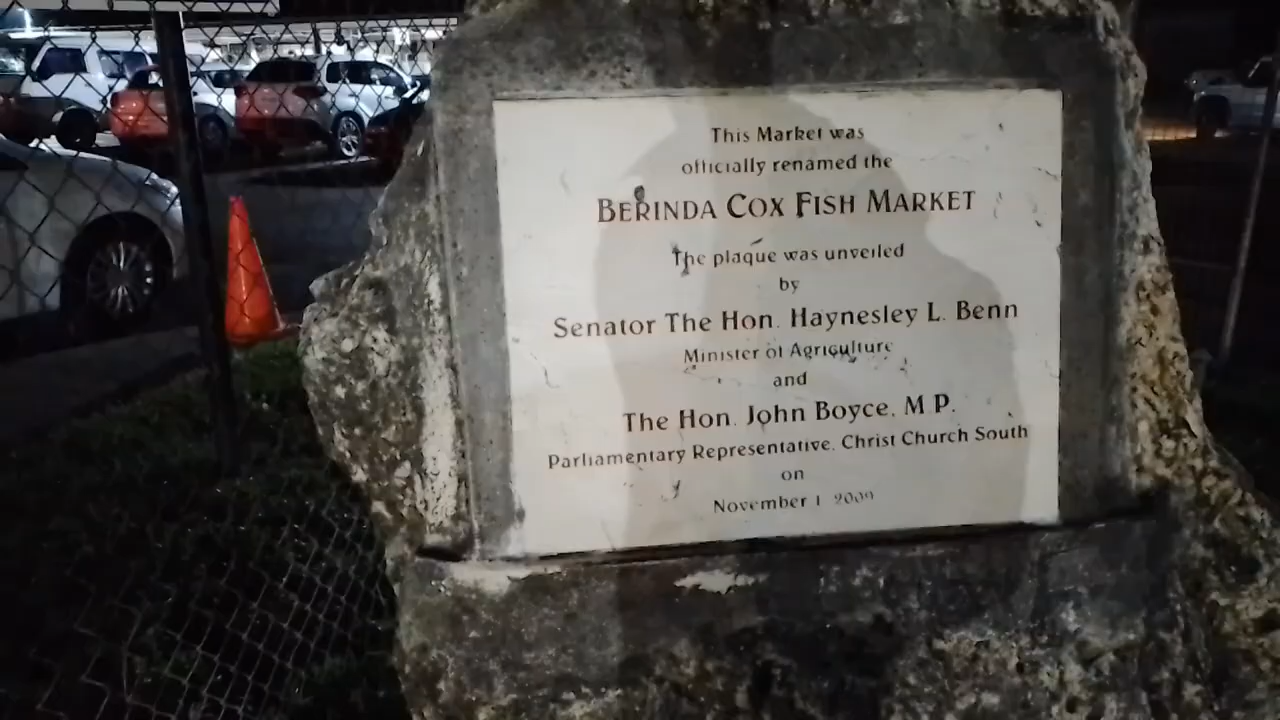 This Market was
officially renamed the
BERINDA COX FISH MARKET
The plaque was unveiled
by
Senator The Hon. Haynesley L. Benn
Minister of Agriculture
and
The Hon. John Boyce, M P.
Parliamentary Representative, Christ Church South
on
November 1 2009